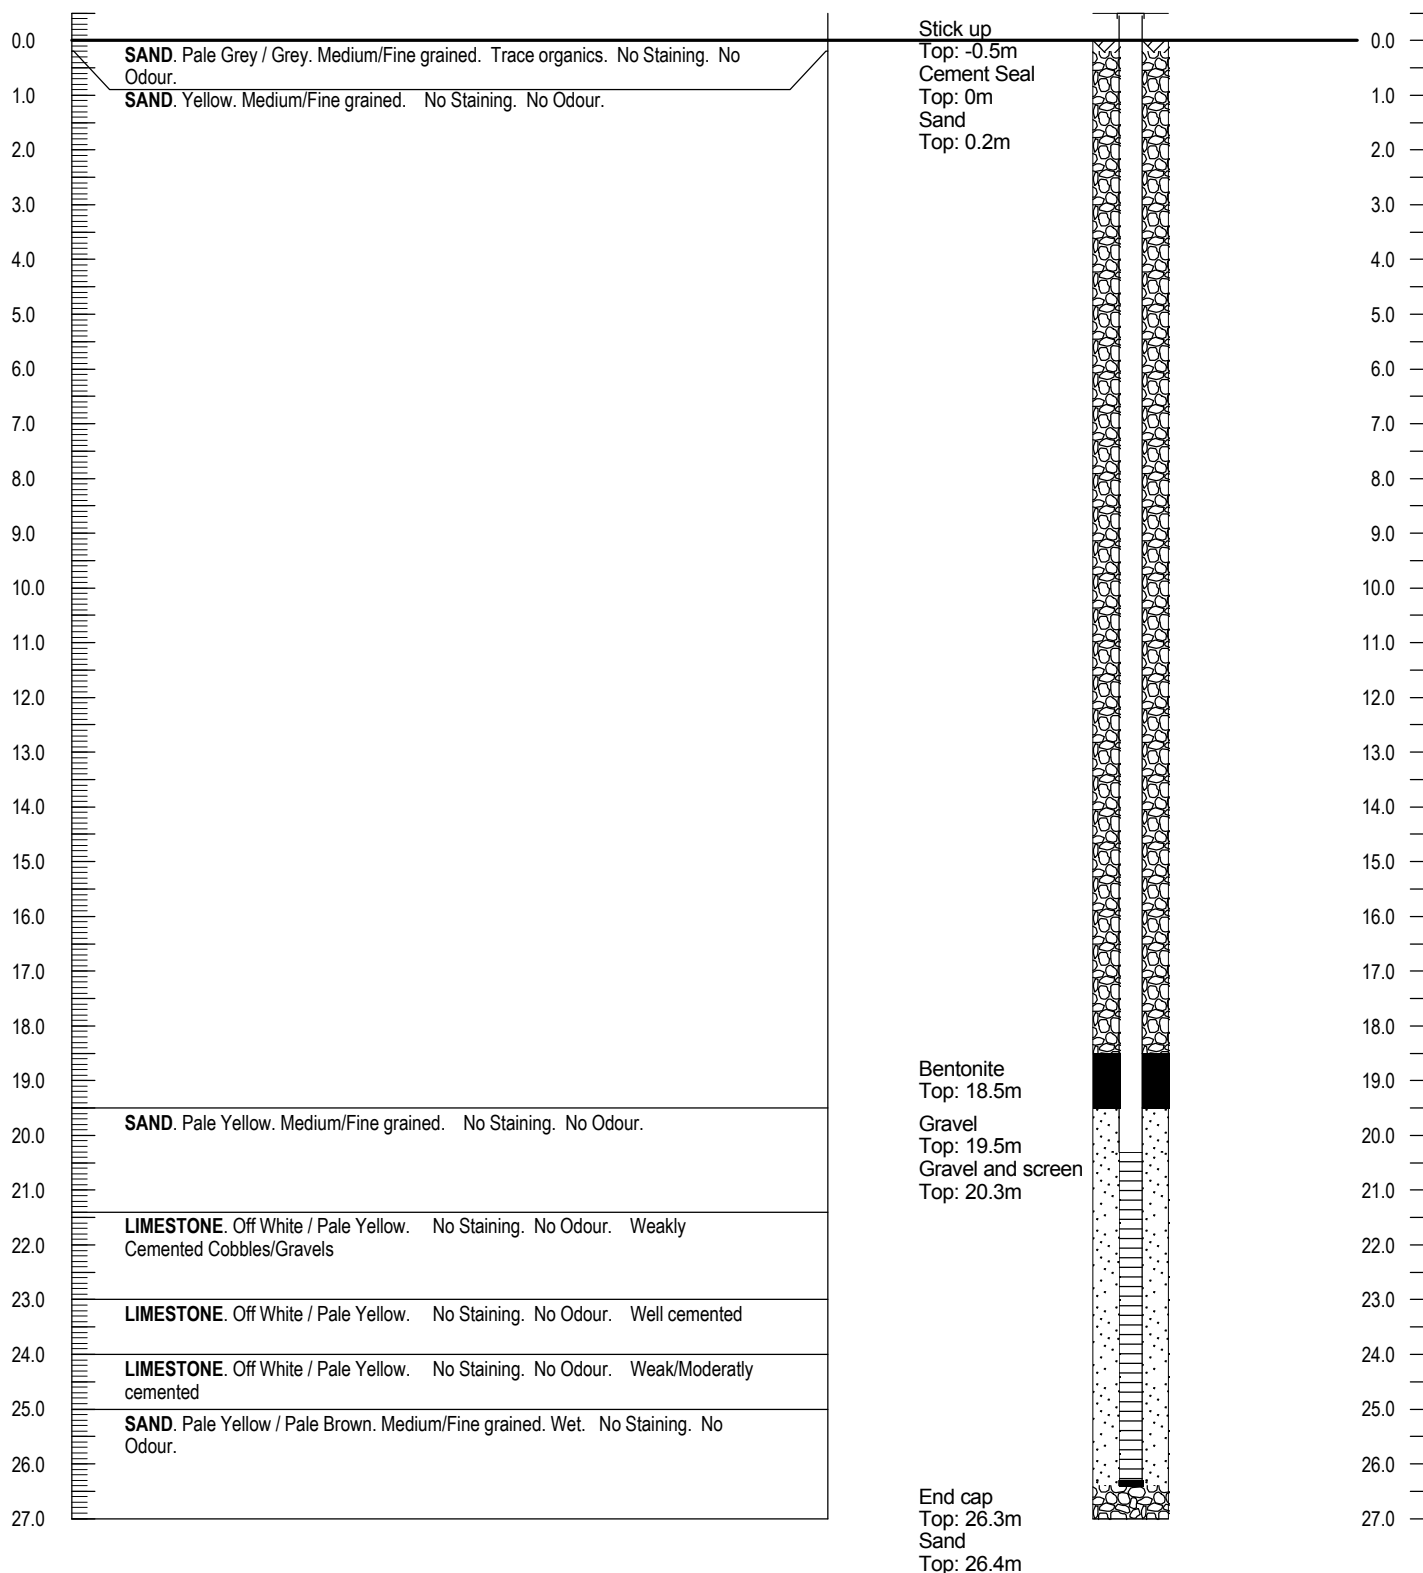 0.0
1.0
2.0
3.0
4.0
5.0
6.0
7.0
8.0
9.0
10.0
11.0
12.0
13.0
14.0
15.0
16.0
17.0
18.0
19.0
20.0
21.0
22.0
23.0
24.0
25.0
26.0
27.0
SAND. Pale Grey / Grey. Medium/Fine grained. Trace organics. No Staining. No
Odour.
SAND. Yellow. Medium/Fine grained. No Staining. No Odour.
SAND. Pale Yellow. Medium/Fine grained. No Staining. No Odour.
LIMESTONE. Off White / Pale Yellow. No Staining. No Odour. Weakly
Cemented Cobbles/Gravels
LIMESTONE. Off White / Pale Yellow. No Staining. No Odour. Well cemented
LIMESTONE. Off White / Pale Yellow. No Staining. No Odour. Weak/Moderatly
cemented
SAND. Pale Yellow / Pale Brown. Medium/Fine grained. Wet. No Staining. No
Odour.
Stick up
Top: -0.5m
Cement Seal
Top: 0m
Sand
Top: 0.2m
Bentonite
Top: 18.5m
Gravel
Top: 19.5m
Gravel and screen
Top: 20.3m
End cap
Top: 26.3m
Sand
Top: 26.4m
0.0
1.0
2.0
3.0
4.0
5.0
6.0
7.0
8.0
9.0
10.0
11.0
12.0
13.0
14.0
15.0
16.0
17.0
18.0
19.0
20.0
21.0
22.0
23.0
24.0
25.0
26.0
27.0